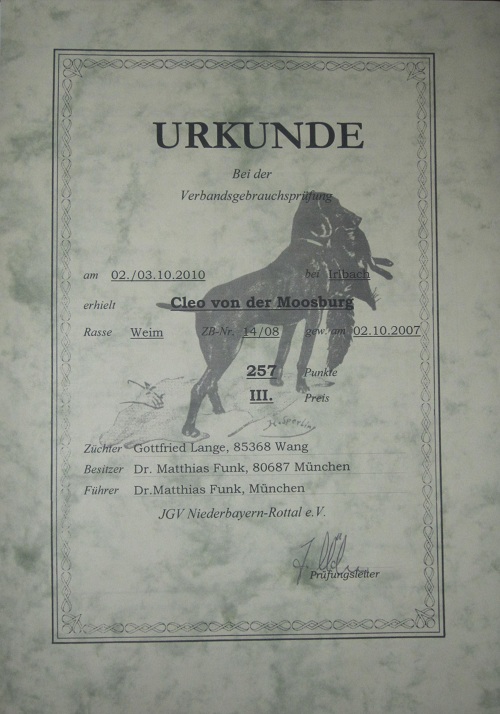 URKUNDE
Bei der
Verbandsgebrauchsprüfung
am 02./03.10.2010 bei Irlbach
erhielt Cleo von der Moosburg
Rasse Weim ZB-Nr. 14/08 gew. am 02.10.2007
257 Punkte
III. Preis
Züchter Gottfried Lange, 85368 Wang
Besitzer Dr. Matthias Funk, 80687 München
Führer Dr.Matthias Funk, München
JGV Niederbayern-Rottal e.V.
Prüfungsleiter